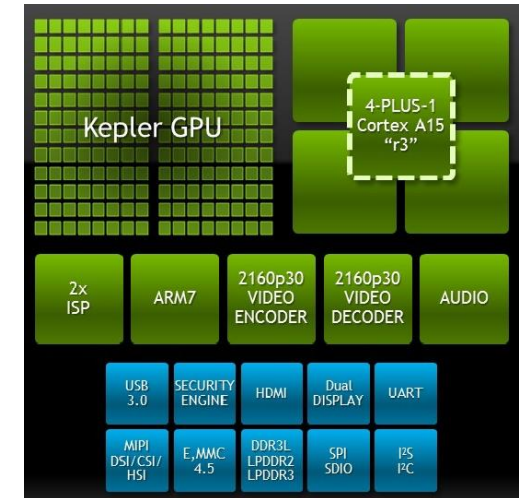 Kepler GPU
4-PLUS-1
Cortex A15
“r3”
2x
ISP
ARM7
2160p30
VIDEO
ENCODER
2160p30
VIDEO
DECODER
AUDIO
USB
3.0
SECURITY
ENGINE
HDMI
Dual
DISPLAY
UART
MIPI
DSI/CSI/
HSI
E,MMC
4.5
DDR3L
LPDDR2
LPDDR3
SPI
SDIO
I²S
I²C